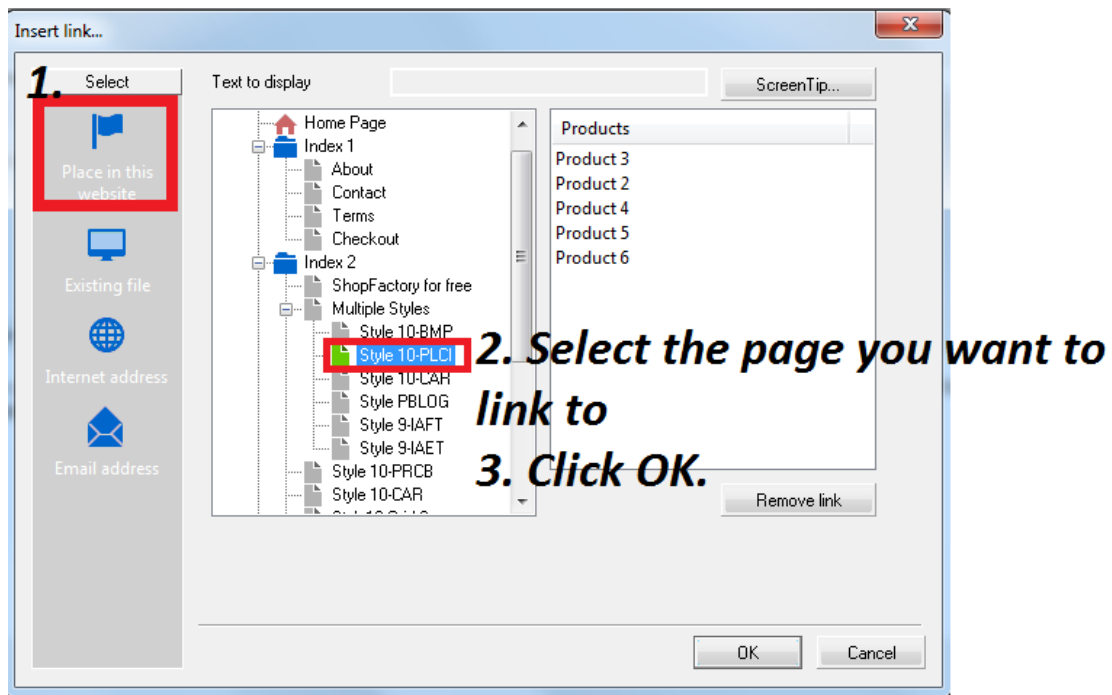 Insert link...
1.
Select
Text to display
ScreenTip...
Place in this
website
Existing file
Internet address
Email address
Home Page
Index 1
About
Contact
Terms
Checkout
Index 2
ShopFactory for free
Multiple Styles
Style 10-BMP
Style 10-PLCI
Style 10-CAR
Style PBLOG
Style 9-IAFT
Style 9-IAET
Style 10-PRCB
Style 10-CAR
Products
Product 3
Product 2
Product 4
Product 5
Product 6
2. Select the page you want to
link to
3. Click OK.
Remove link
OK
Cancel